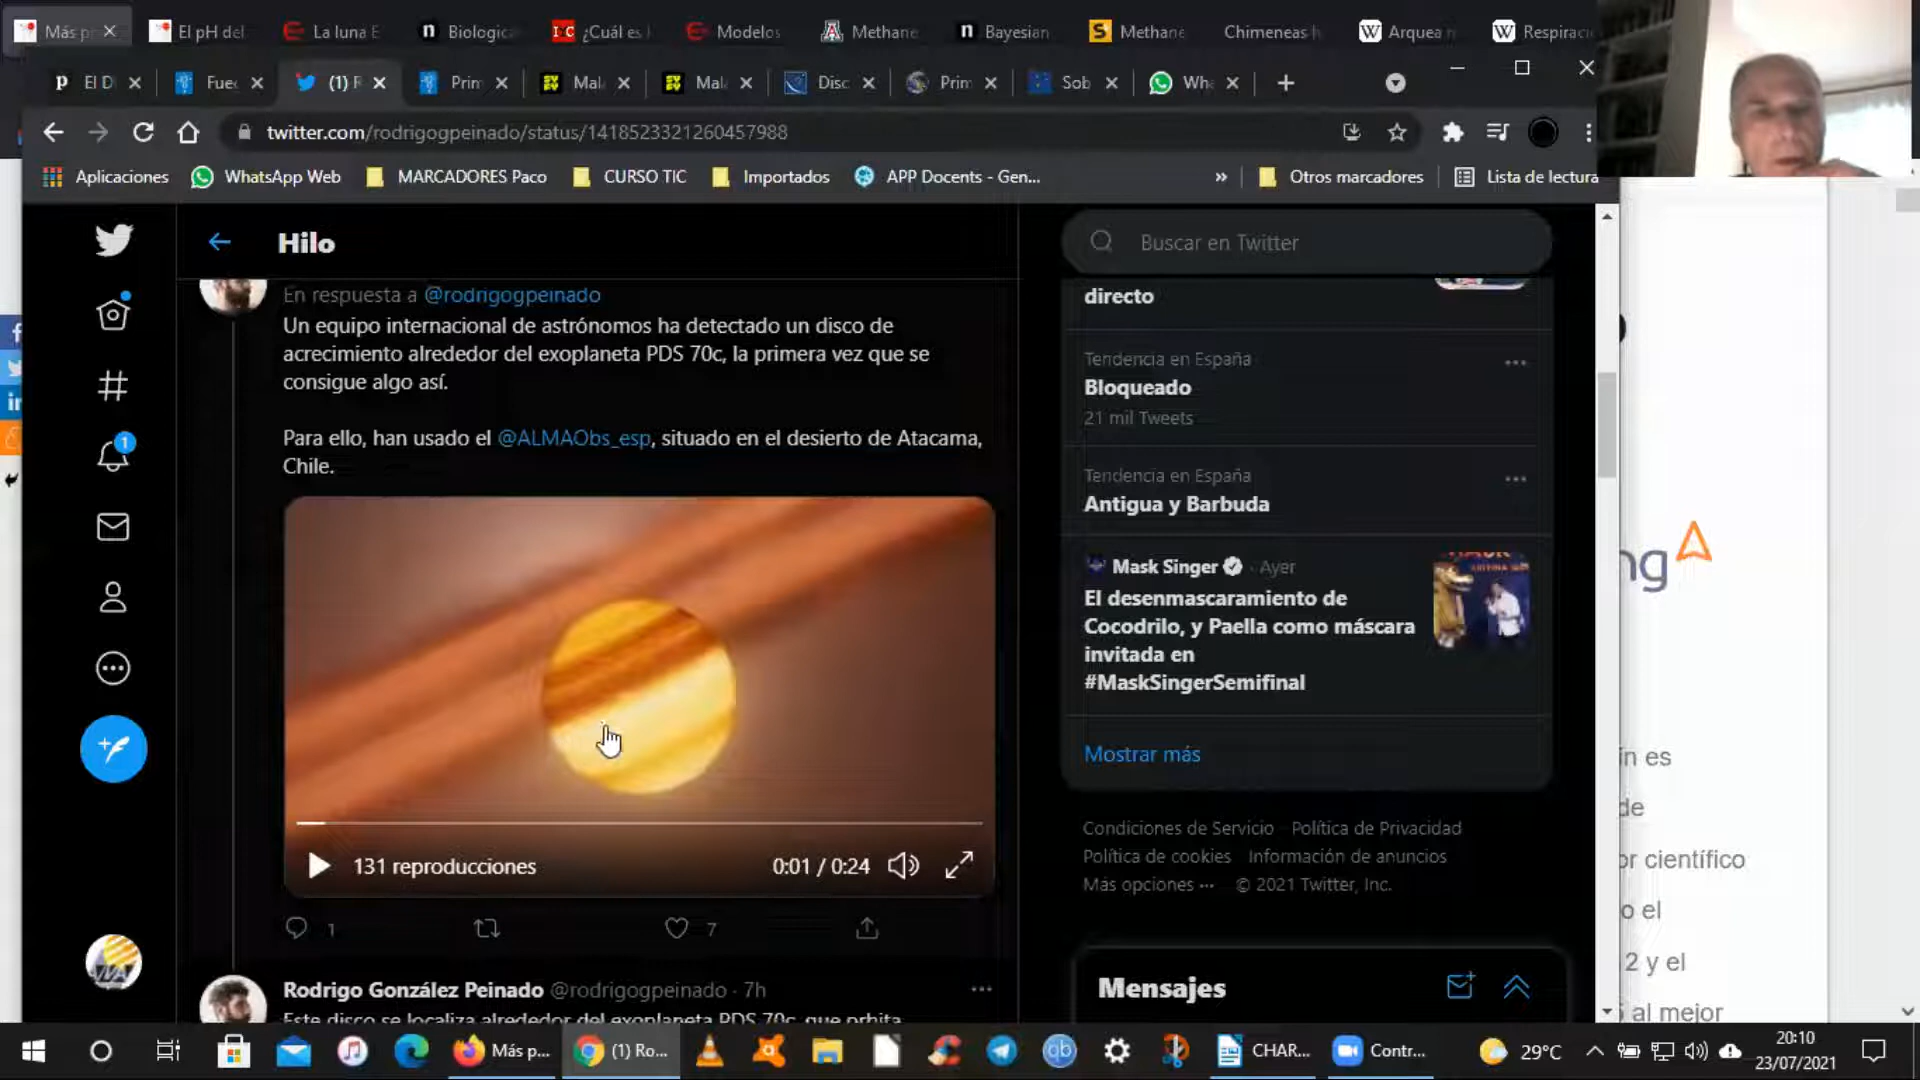 Más p
El pH del
La luna E
Biologica
¿Cuál es
Modelos
Methane
Bayesian
Methane
Chimeneas h
Arquea
Respiraci
El D
Fueg
(1) R
Prim
Mala
Mala
Disc
Prim
Sob
Wh
twitter.com/rodrigogpeinado/status/1418523321260457988
Aplicaciones
WhatsApp Web
MARCADORES Paco
CURSO TIC
Importados
APP Docents - Gen...
»
Otros marcadores
Lista de lectura
Hilo
Buscar en Twitter
En respuesta a @rodrigogpeinado
Un equipo internacional de astrónomos ha detectado un disco de
acrecimiento alrededor del exoplaneta PDS 70c, la primera vez que se
consigue algo así.
Para ello, han usado el @ALMAObs_esp, situado en el desierto de Atacama,
Chile.
131 reproducciones
0:01 / 0:24
1
7
Rodrigo González Peinado @rodrigogpeinado · 7h
Este disco se localiza alrededor del exoplaneta PDS 70c, que orbita
directo
Tendencia en España
Bloqueado
21 mil Tweets
Tendencia en España
Antigua y Barbuda
Mask Singer · Ayer
El desenmascaramiento de
Cocodrilo, y Paella como máscara
invitada en
#MaskSingerSemifinal
Mostrar más
Condiciones de Servicio Política de Privacidad
Política de cookies Información de anuncios
Más opciones ··· © 2021 Twitter, Inc.
Mensajes
1
ng
ín es
de
or científico
o el
2 y el
al mejor
Más p...
(1) Ro...
CHAR...
Contr...
29°C
20:10
23/07/2021